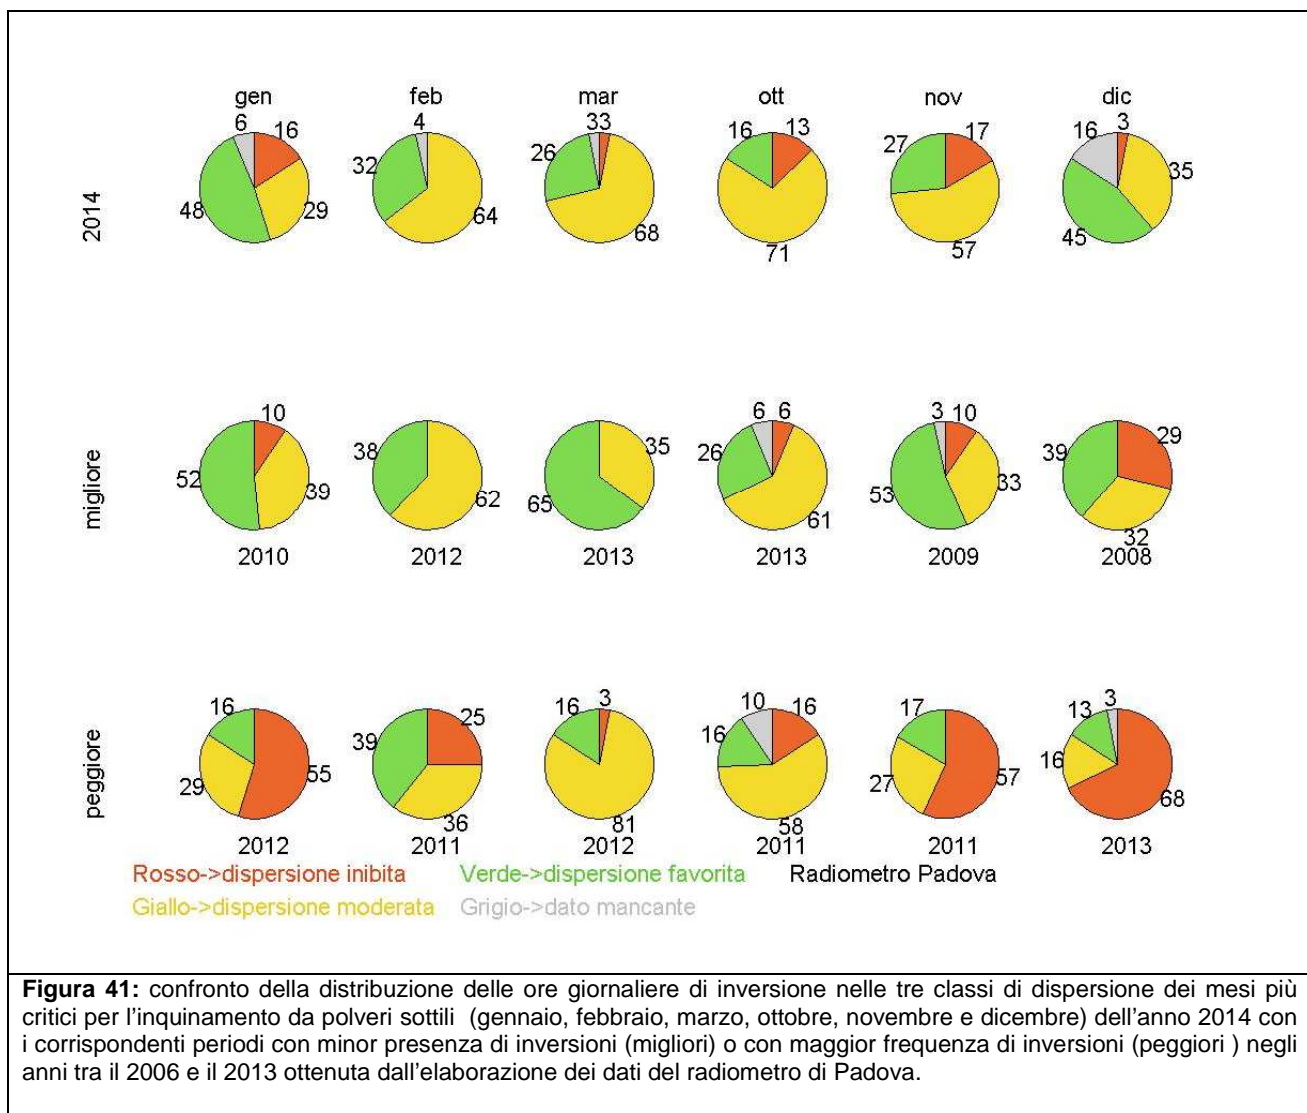 gen feb mar ott nov dic
6 16 4 33 16 13 27 17 16 3
32 26 35
48 29 64 68 71 57 45
2014
10 6 6 3 10 29
38 35 26 39
52 39 62 65 61 53 33 32
migliore
2010 2012 2013 2013 2009 2008
16 25 16 3 10 16 17 13 3
39 16 16
29 55 36 81 58 27 57 68
peggiore
2012 2011 2012 2011 2011 2013
Rosso->dispersione inibita Verde->dispersione favorita Radiometro Padova
Giallo->dispersione moderata Grigio->dato mancante
Figura 41: confronto della distribuzione delle ore giornaliere di inversione nelle tre classi di dispersione dei mesi più
critici per l'inquinamento da polveri sottili (gennaio, febbraio, marzo, ottobre, novembre e dicembre) dell'anno 2014 con
i corrispondenti periodi con minor presenza di inversioni (migliori) o con maggior frequenza di inversioni (peggiori ) negli
anni tra il 2006 e il 2013 ottenuta dall'elaborazione dei dati del radiometro di Padova.